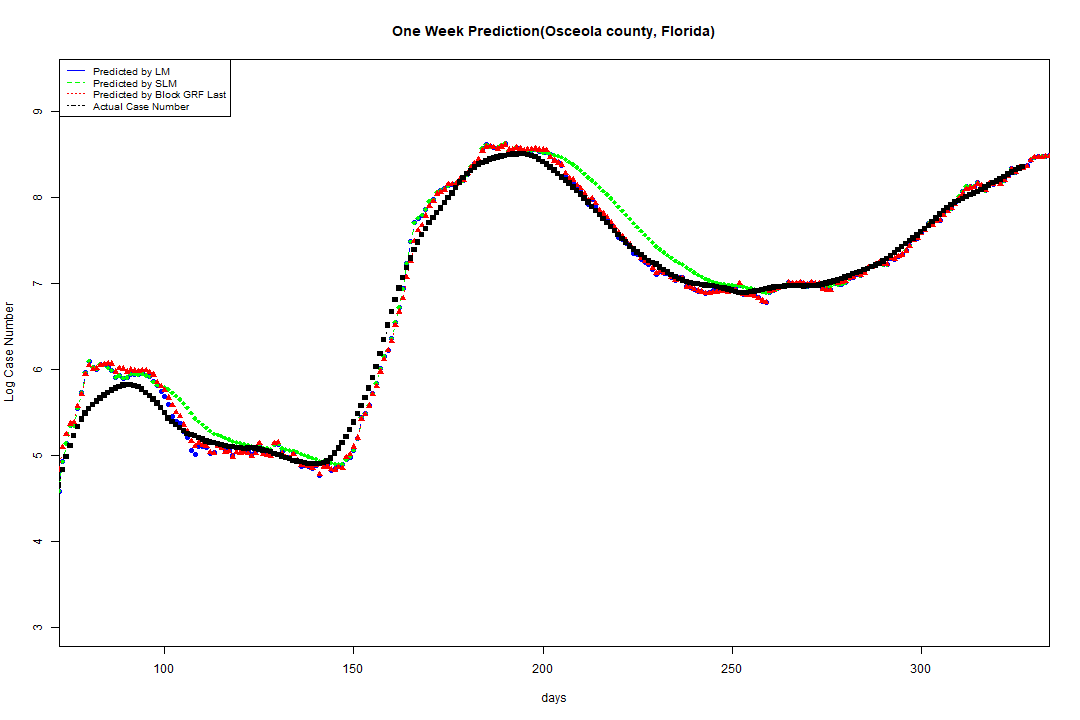 One Week Prediction(Osceola county, Florida)
Predicted by LM
Predicted by SLM
Predicted by Block GRF Last
Actual Case Number
9
8
7
6
5
4
3
Log Case Number
100 150 200 250 300
days